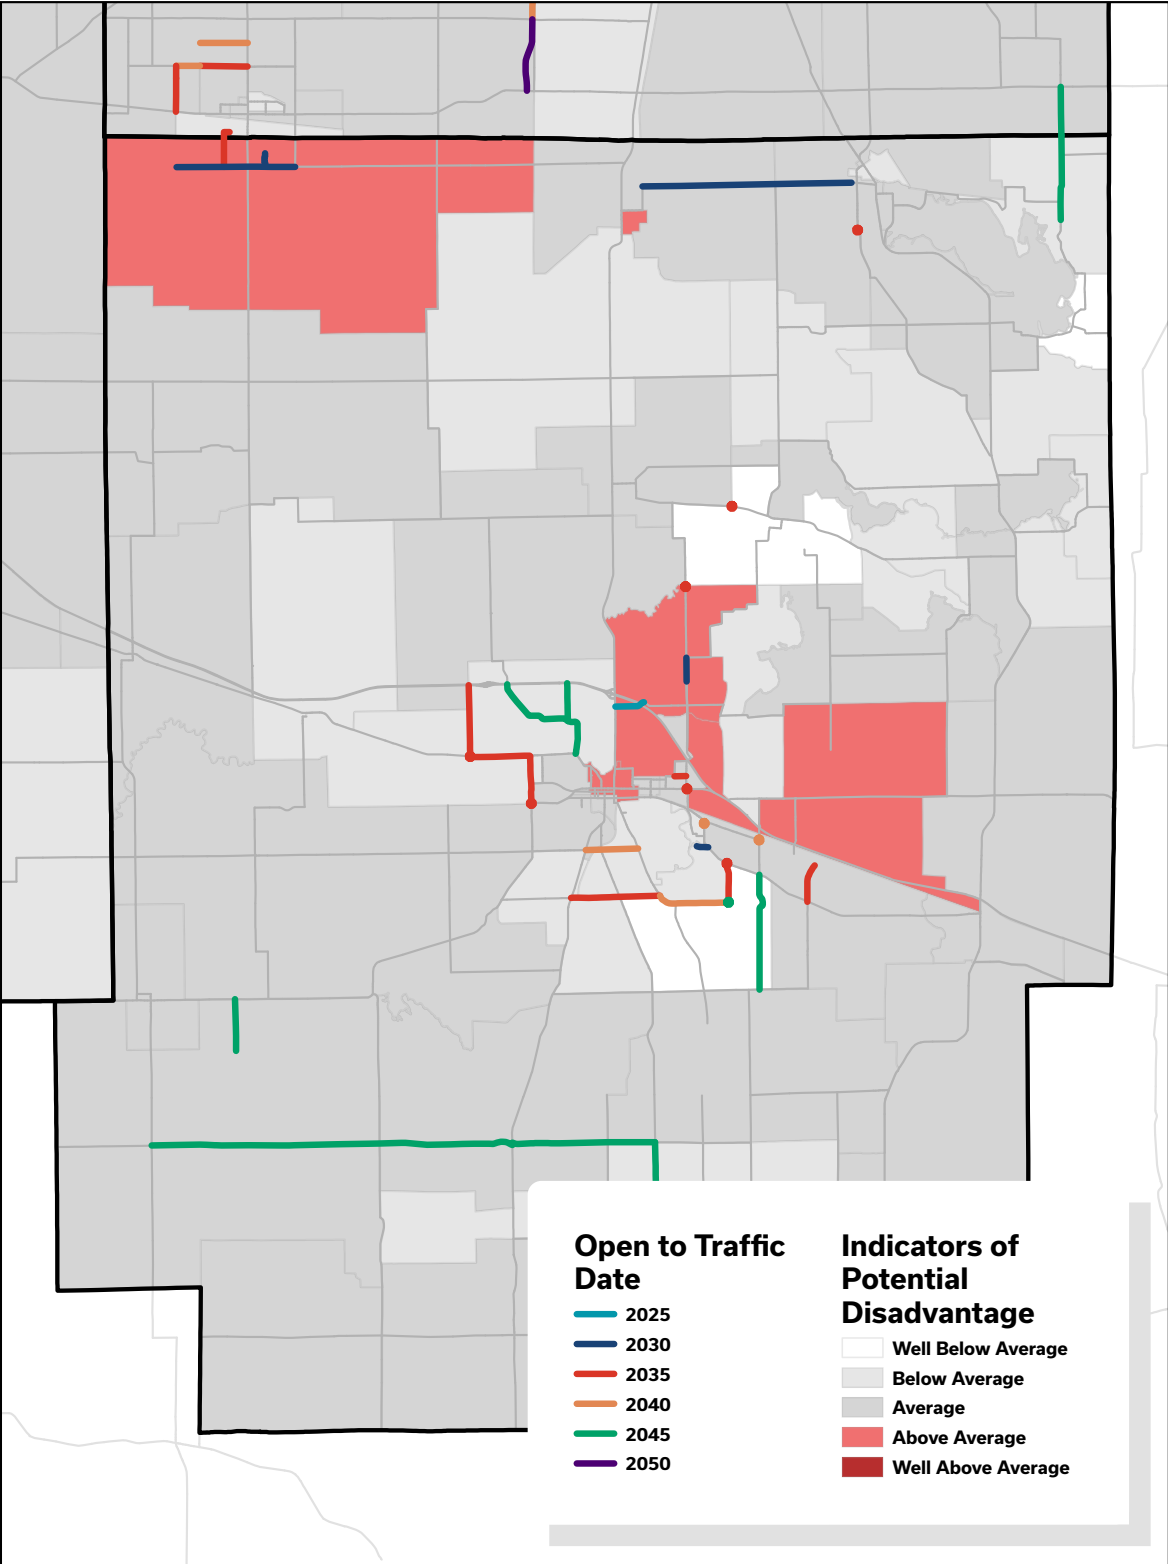 Open to Traffic
Date
2025
2030
2035
2040
2045
2050
Indicators of
Potential
Disadvantage
Well Below Average
Below Average
Average
Above Average
Well Above Average